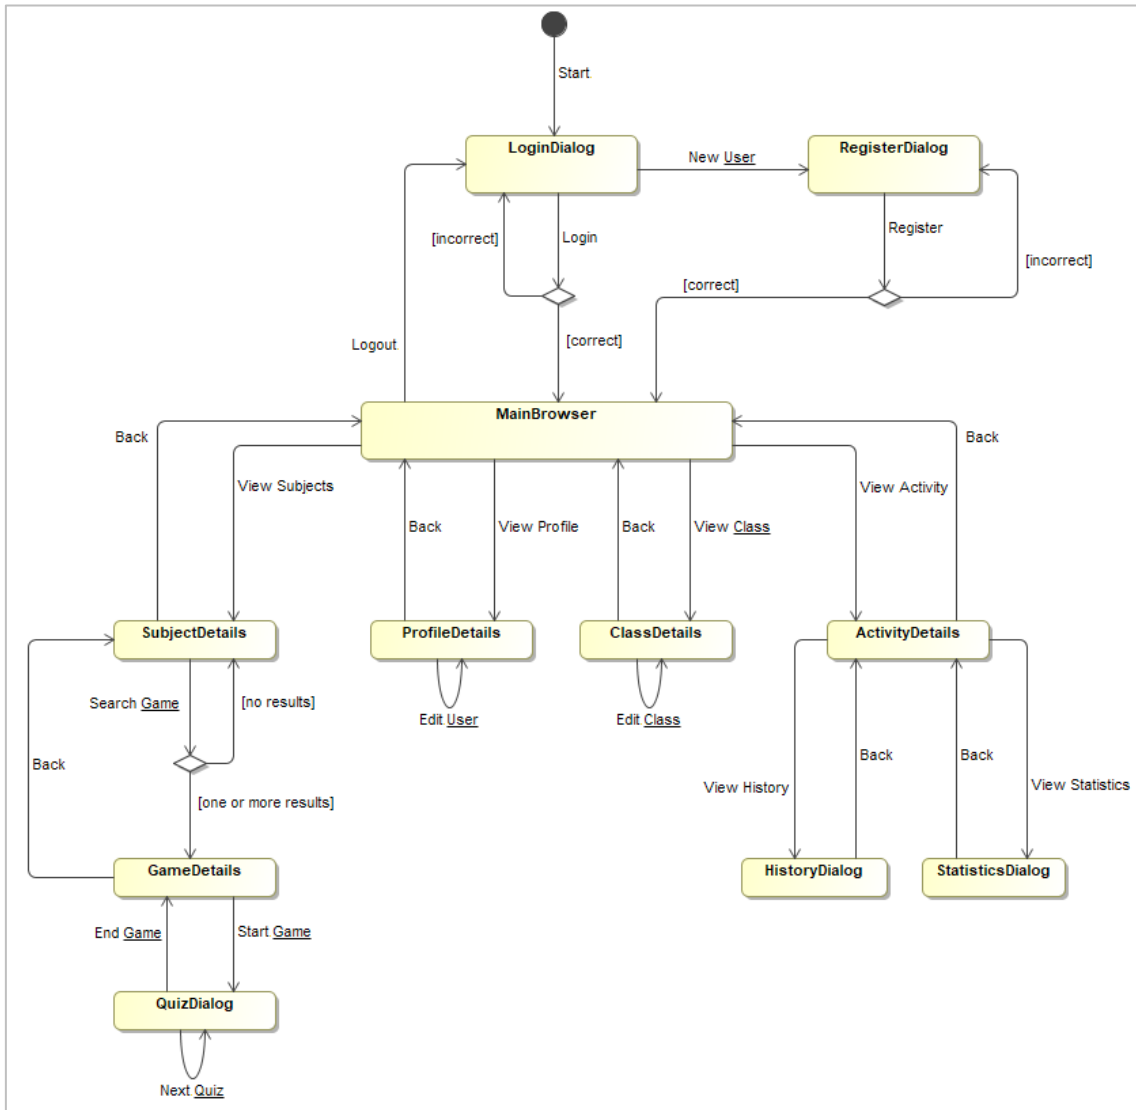 Start
LoginDialog
New User
RegisterDialog
[incorrect]
Login
Register
[incorrect]
[correct]
[correct]
Logout
MainBrowser
Back
Back
View Subjects
View Activity
Back
View Profile
Back
View Class
SubjectDetails
ProfileDetails
ClassDetails
ActivityDetails
Search Game
[no results]
Edit User
Edit Class
Back
Back
Back
View History
View Statistics
[one or more results]
GameDetails
HistoryDialog
StatisticsDialog
End Game
Start Game
QuizDialog
Next Quiz